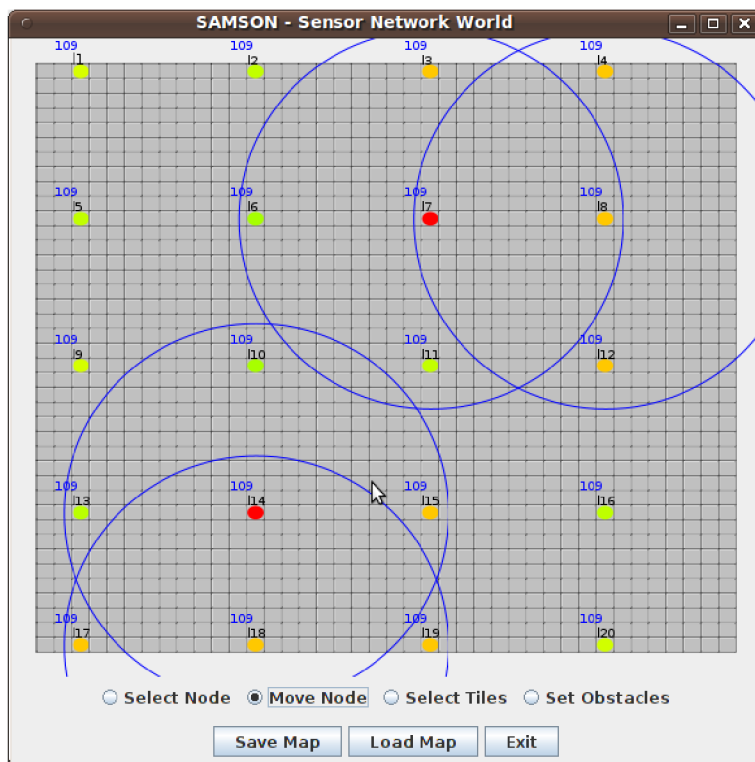 SAMSON - Sensor Network World
109 109 109 109
1 2 3 4
109 109 109 109
5 6 7 8
109 109 109 109
9 10 11 12
109 109 109 109
13 14 15 16
109 109 109 109
17 18 19 20
Select Node Move Node Select Tiles Set Obstacles
Save Map Load Map Exit